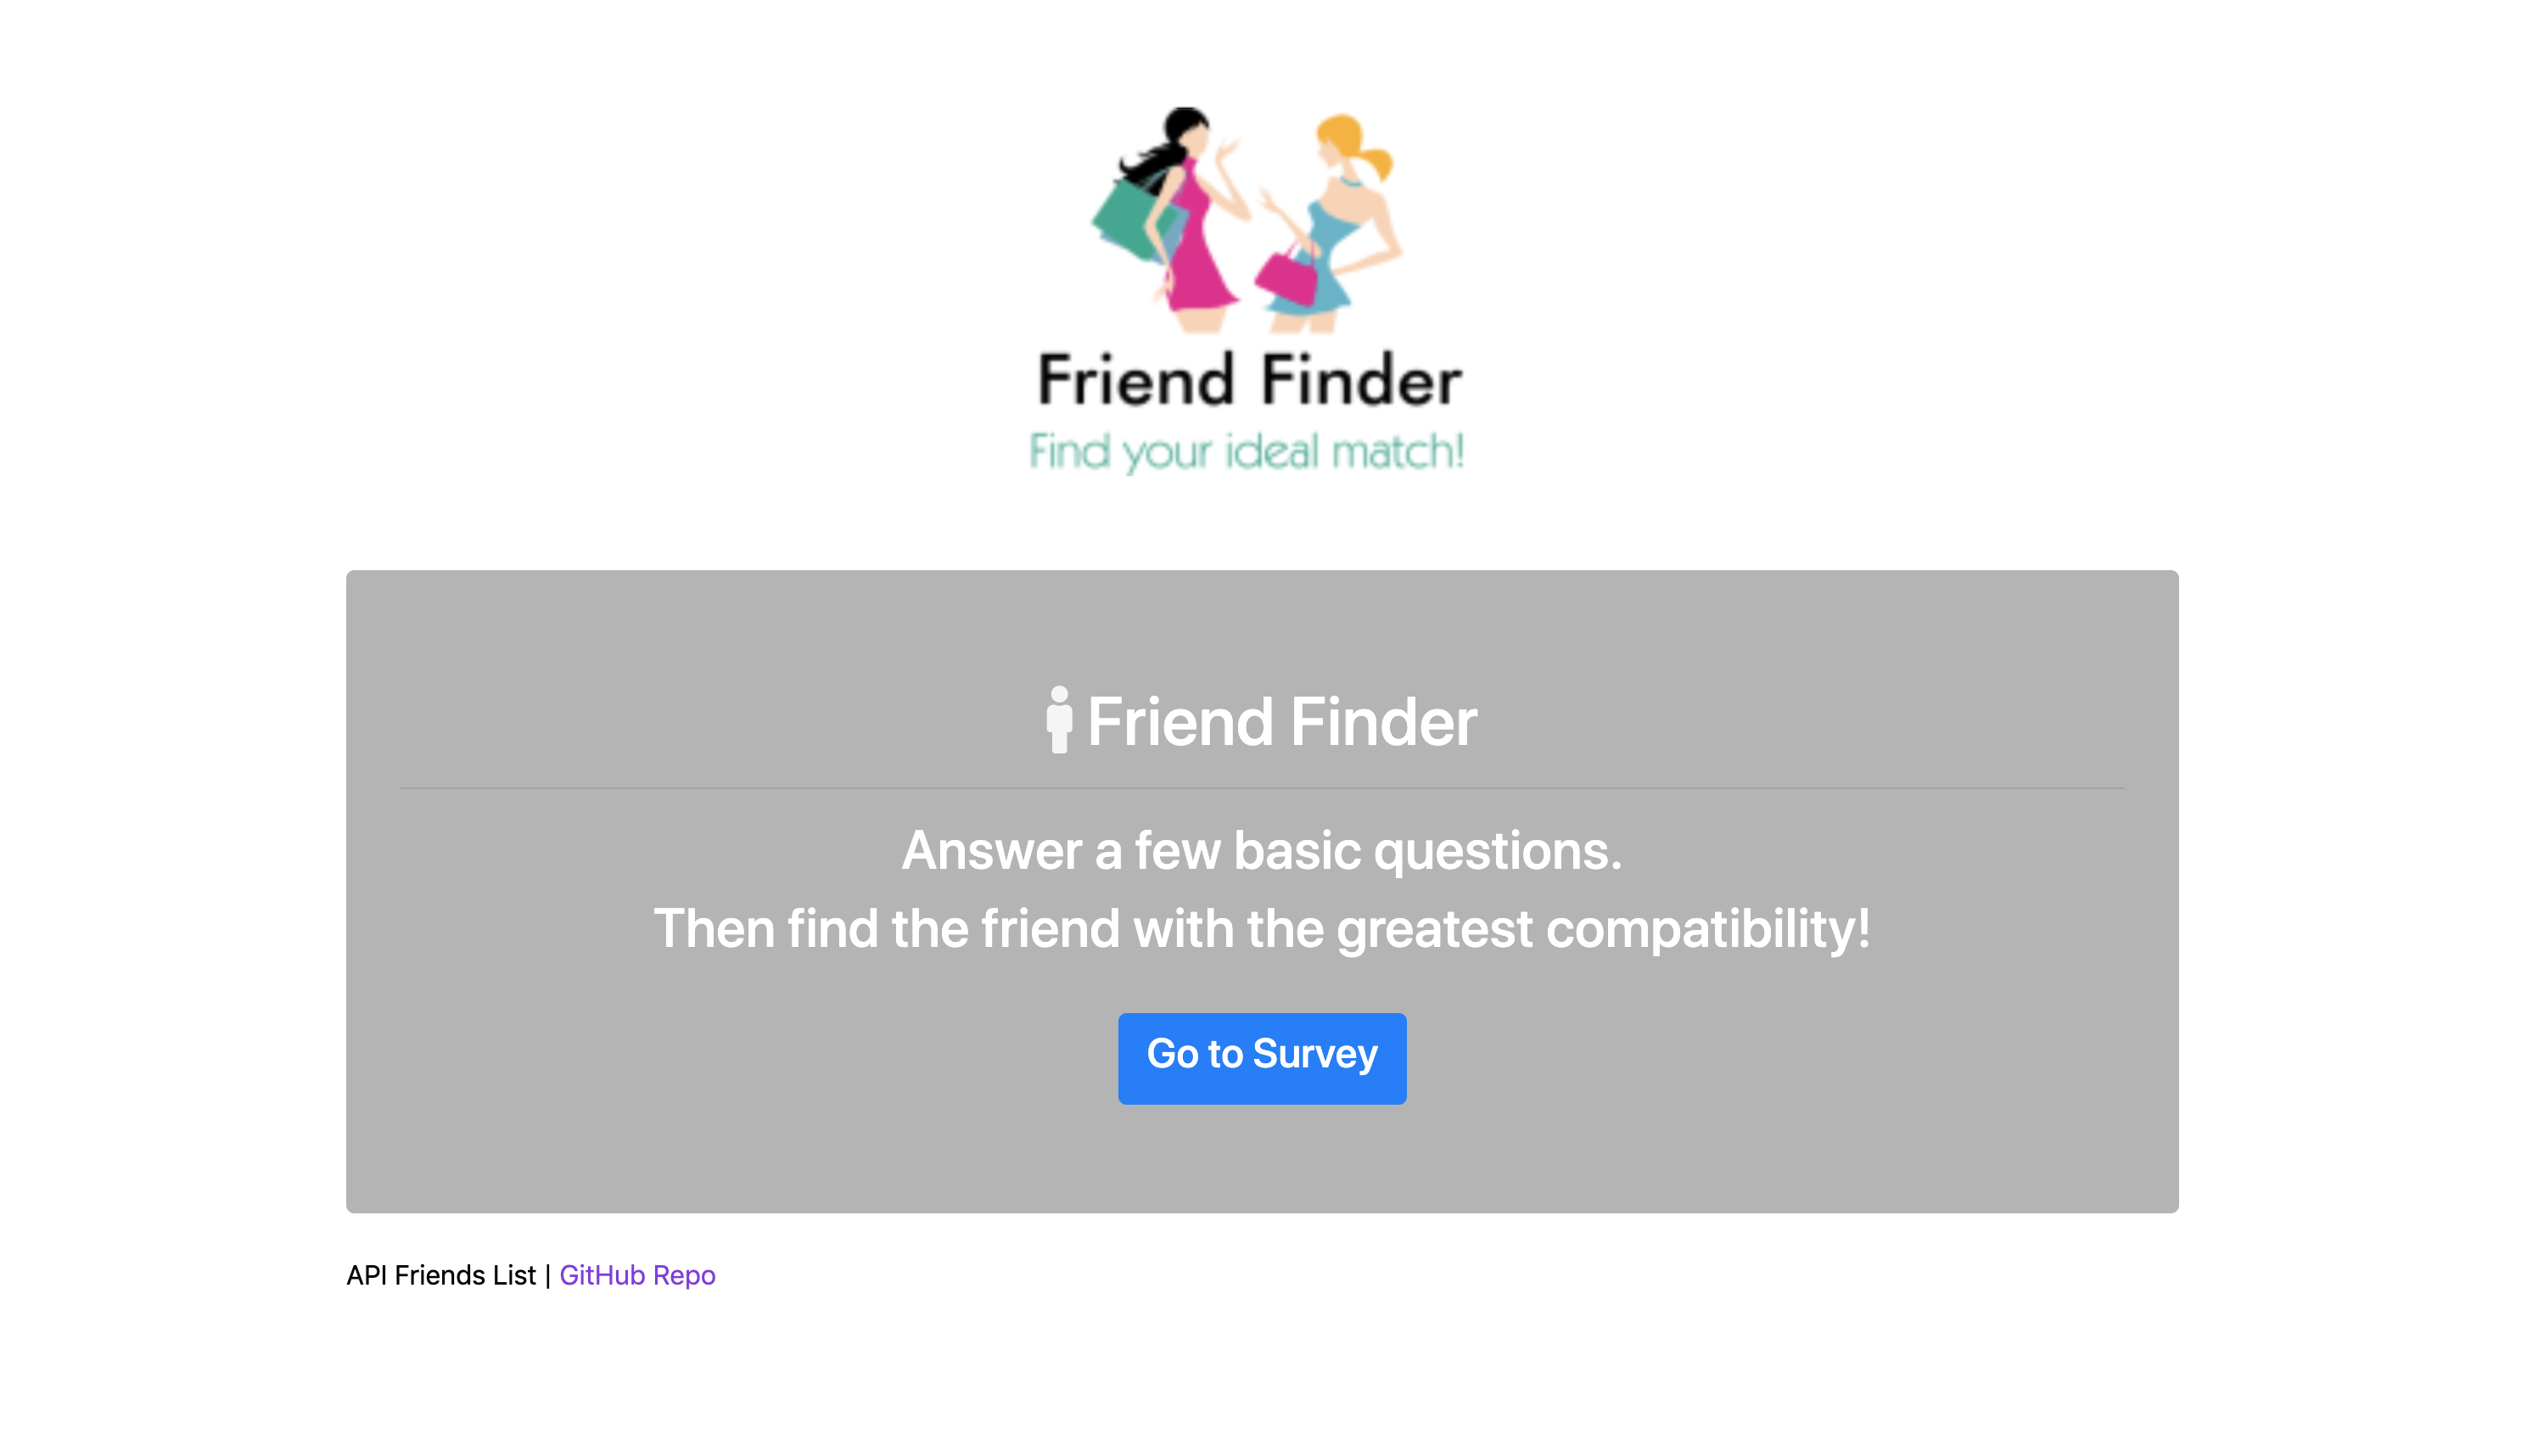 Friend Finder
Find your ideal match!
Friend Finder
Answer a few basic questions.
Then find the friend with the greatest compatibility!
Go to Survey
API Friends List | GitHub Repo